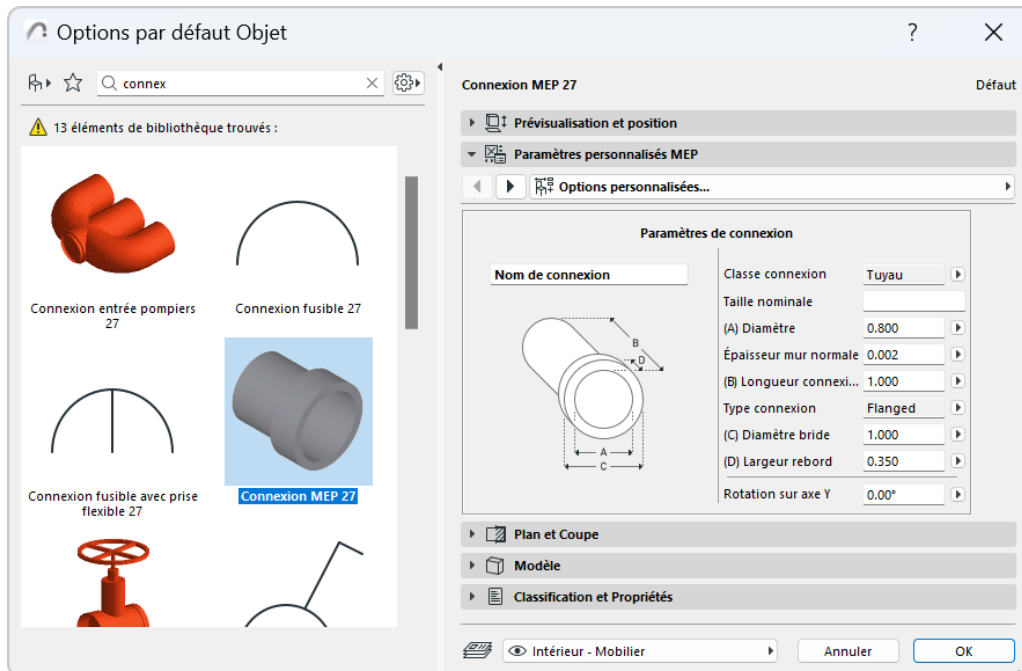 Options par défaut Objet
?
connex
13 éléments de bibliothèque trouvés :
Connexion entrée pompiers
27
Connexion fusible 27
Connexion fusible avec prise
flexible 27
Connexion MEP 27
Connexion MEP 27
Défaut
Prévisualisation et position
Paramètres personnalisés MEP
Options personnalisées...
Paramètres de connexion
Nom de connexion
B
D
A
C
Classe connexion Tuyau
Taille nominale
(A) Diamètre 0.800
Épaisseur mur normale 0.002
(B) Longueur connexi... 1.000
Type connexion Flanged
(C) Diamètre bride 1.000
(D) Largeur rebord 0.350
Rotation sur axe Y 0.00°
Plan et Coupe
Modèle
Classification et Propriétés
Intérieur - Mobilier
Annuler
OK